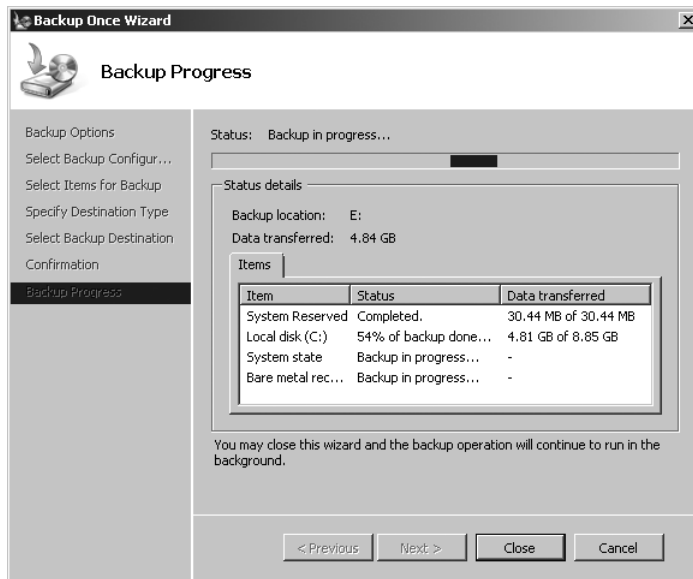 Backup Once Wizard
Backup Progress
Backup Options
Select Backup Configur...
Select Items for Backup
Specify Destination Type
Select Backup Destination
Confirmation
Backup Progress
Status: Backup in progress...
Status details
Backup location: E:
Data transferred: 4.84 GB
Items
Item Status Data transferred
System Reserved Completed. 30.44 MB of 30.44 MB
Local disk (C:) 54% of backup done... 4.81 GB of 8.85 GB
System state Backup in progress... -
Bare metal rec... Backup in progress... -
You may close this wizard and the backup operation will continue to run in the
background.
< Previous Next > Close Cancel